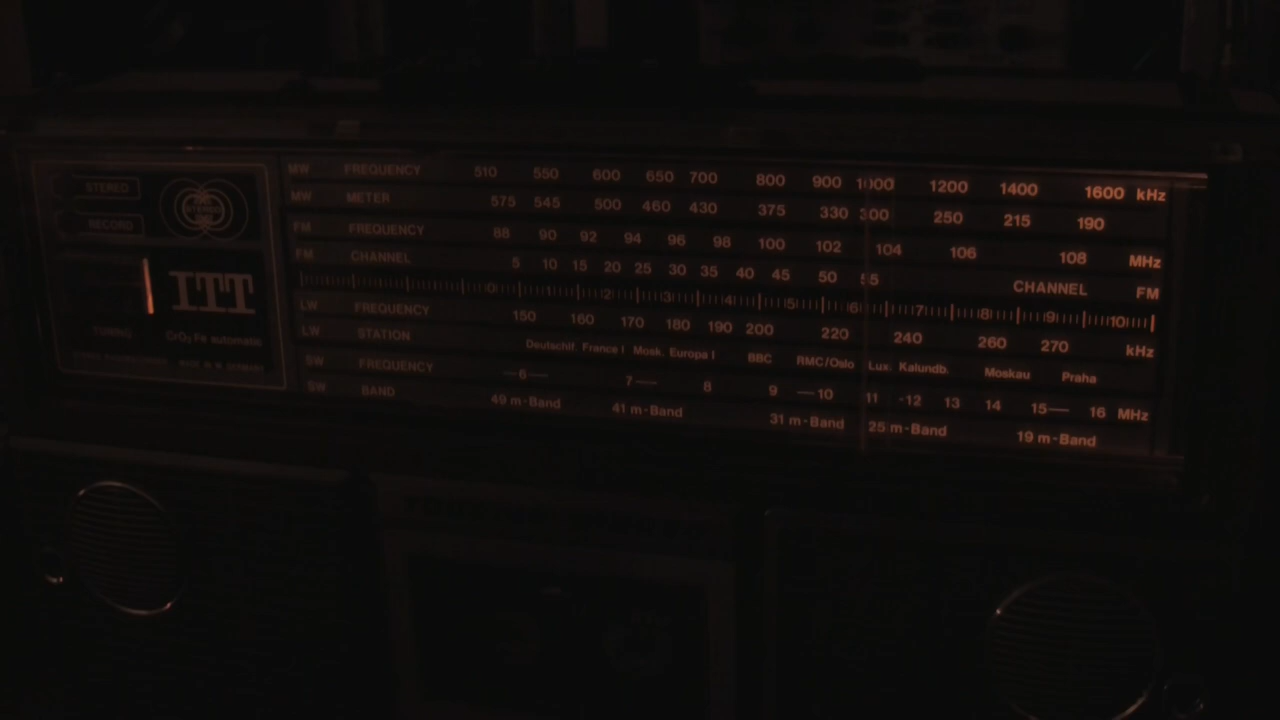 STEREO
RECORD
ITT
TUNING
CrO₂ Fe automatic
MW FREQUENCY 510 550 600 650 700 800 900 1000 1200 1400 1600 kHz
MW METER 575 545 500 460 430 375 330 300 250 215 190
FM FREQUENCY 88 90 92 94 96 98 100 102 104 106 108 MHz
FM CHANNEL 5 10 15 20 25 30 35 40 45 50 55 CHANNEL FM
0 1 2 3 4 5 6 7 8 9 10
LW FREQUENCY 150 160 170 180 190 200 220 240 260 270 kHz
LW STATION Deutschlf. France I Mosk. Europa I BBC RMC/Oslo Lux. Kalundb. Moskau Praha
SW FREQUENCY —6— 7— 8 9 —10 11 -12 13 14 15— 16 MHz
SW BAND 49 m-Band 41 m-Band 31 m-Band 25 m-Band 19 m-Band